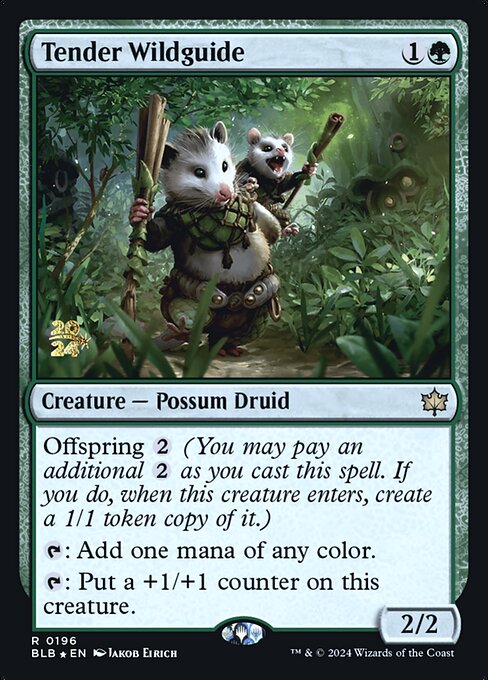 Tender Wildguide 1
2024
Creature — Possum Druid
Offspring 2 (You may pay an
additional 2 as you cast this spell. If
you do, when this creature enters, create
a 1/1 token copy of it.)
: Add one mana of any color.
: Put a +1/+1 counter on this
creature.
2/2
R 0196
BLB ★ EN Jakob Eirich
™ & © 2024 Wizards of the Coast